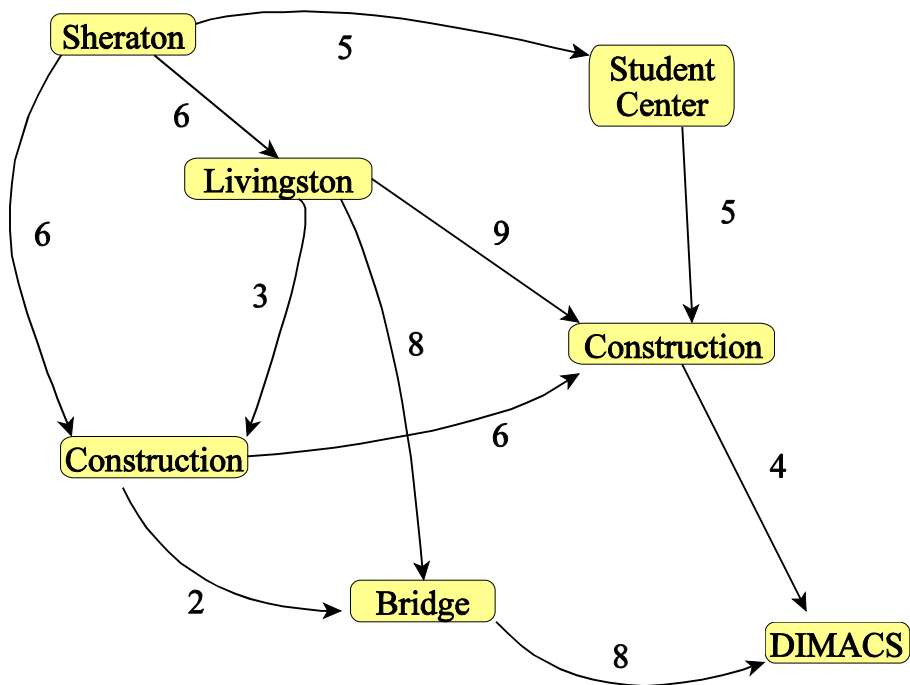 Sheraton
5
Student
Center
6
Livingston
6
9
5
3
8
Construction
6
Construction
4
2
Bridge
8
DIMACS